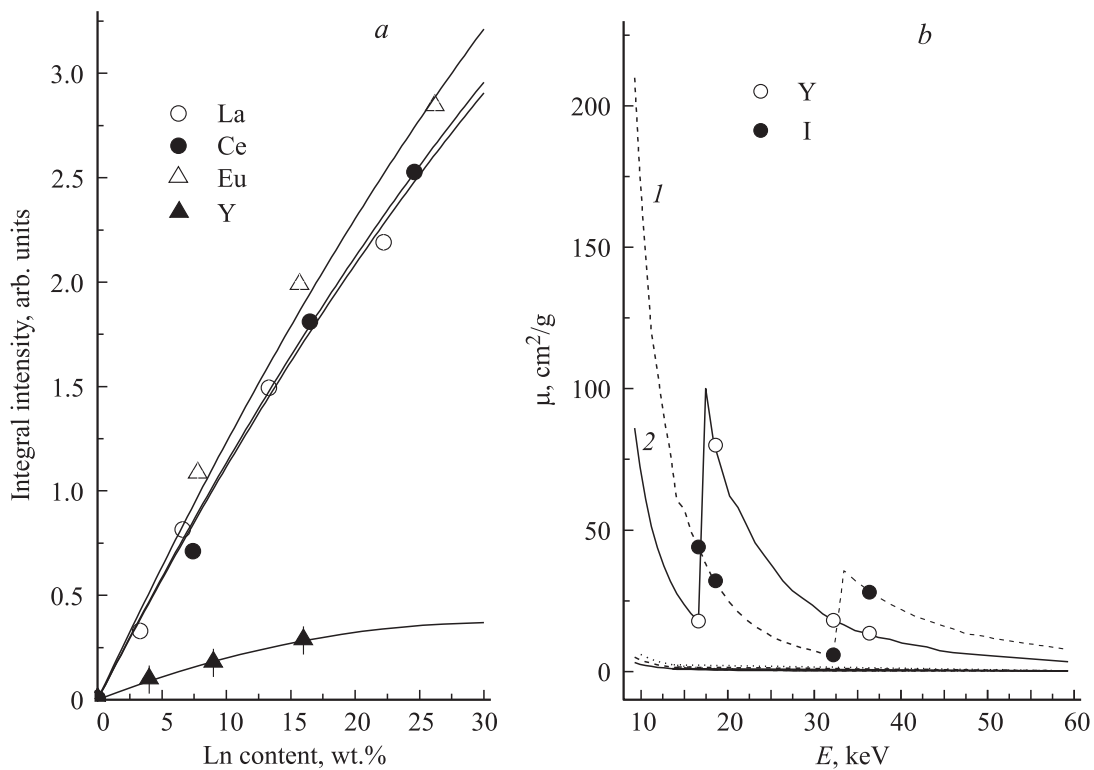 a
La
Ce
Eu
Y
Integral intensity, arb. units
3.0
2.5
2.0
1.5
1.0
0.5
0
0 5 10 15 20 25 30
Ln content, wt.%
b
Y
I
1
2
μ, cm²/g
200
150
100
50
0
10 20 30 40 50 60
E, keV